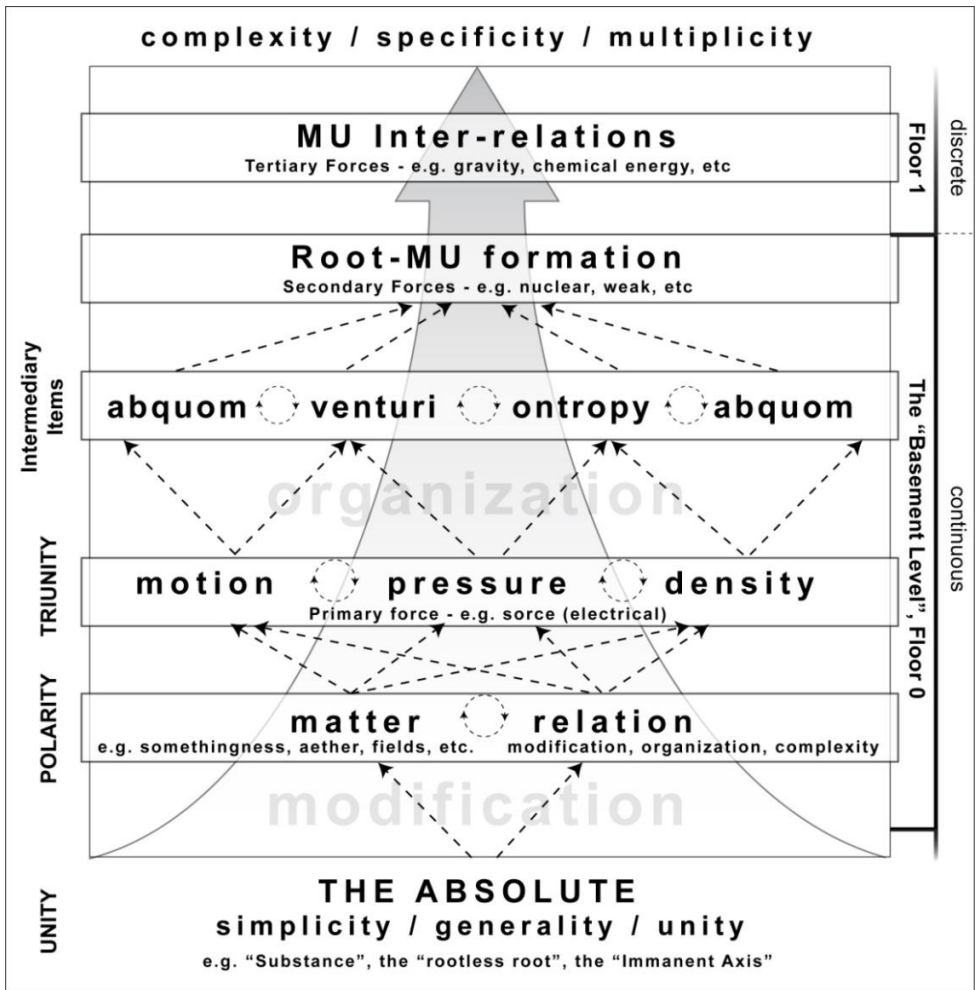 complexity / specificity / multiplicity
MU Inter-relations
Tertiary Forces - e.g. gravity, chemical energy, etc
Floor 1
discrete
Root-MU formation
Secondary Forces - e.g. nuclear, weak, etc
Intermediary
Items
abquom venturi ontropy abquom
The "Basement Level", Floor 0
continuous
organization
TRIUNITY
motion pressure density
Primary force - e.g. sorce (electrical)
POLARITY
matter relation
e.g. somethingness, aether, fields, etc. modification, organization, complexity
modification
UNITY
THE ABSOLUTE
simplicity / generality / unity
e.g. "Substance", the "rootless root", the "Immanent Axis"